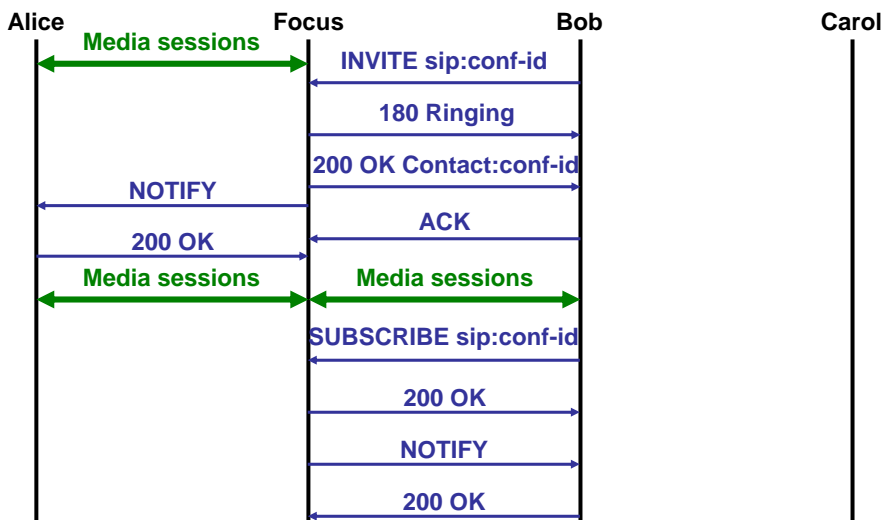 Alice Focus Bob Carol
Media sessions
INVITE sip:conf-id
180 Ringing
200 OK Contact:conf-id
NOTIFY
ACK
200 OK
Media sessions Media sessions
SUBSCRIBE sip:conf-id
200 OK
NOTIFY
200 OK